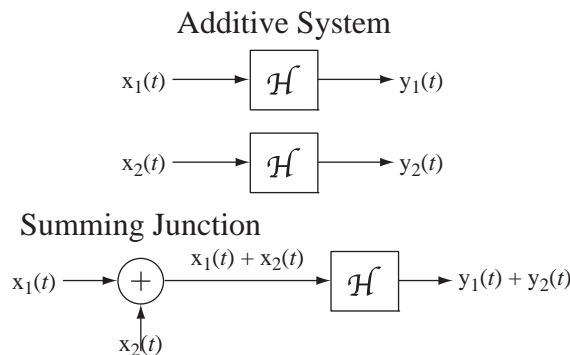 Additive System
x₁(t) ℋ y₁(t)
x₂(t) ℋ y₂(t)
Summing Junction
x₁(t) + x₁(t) + x₂(t) ℋ y₁(t) + y₂(t)
x₂(t)